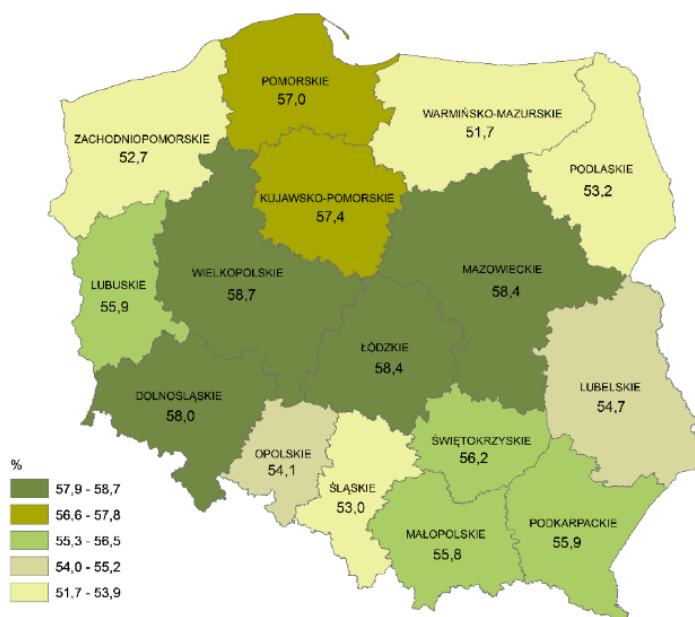 POMORSKIE
57,0
WARMIŃSKO-MAZURSKIE
51,7
ZACHODNIOPOMORSKIE
52,7
PODLASKIE
53,2
KUJAWSKO-POMORSKIE
57,4
WIELKOPOLSKIE
58,7
MAZOWIECKIE
58,4
LUBUSKIE
55,9
ŁÓDZKIE
58,4
DOLNOŚLĄSKIE
58,0
LUBELSKIE
54,7
OPOLSKIE
54,1
ŚWIĘTOKRZYSKIE
56,2
ŚLĄSKIE
53,0
MAŁOPOLSKIE
55,8
PODKARPACKIE
55,9
%
57,9 - 58,7
56,6 - 57,8
55,3 - 56,5
54,0 - 55,2
51,7 - 53,9